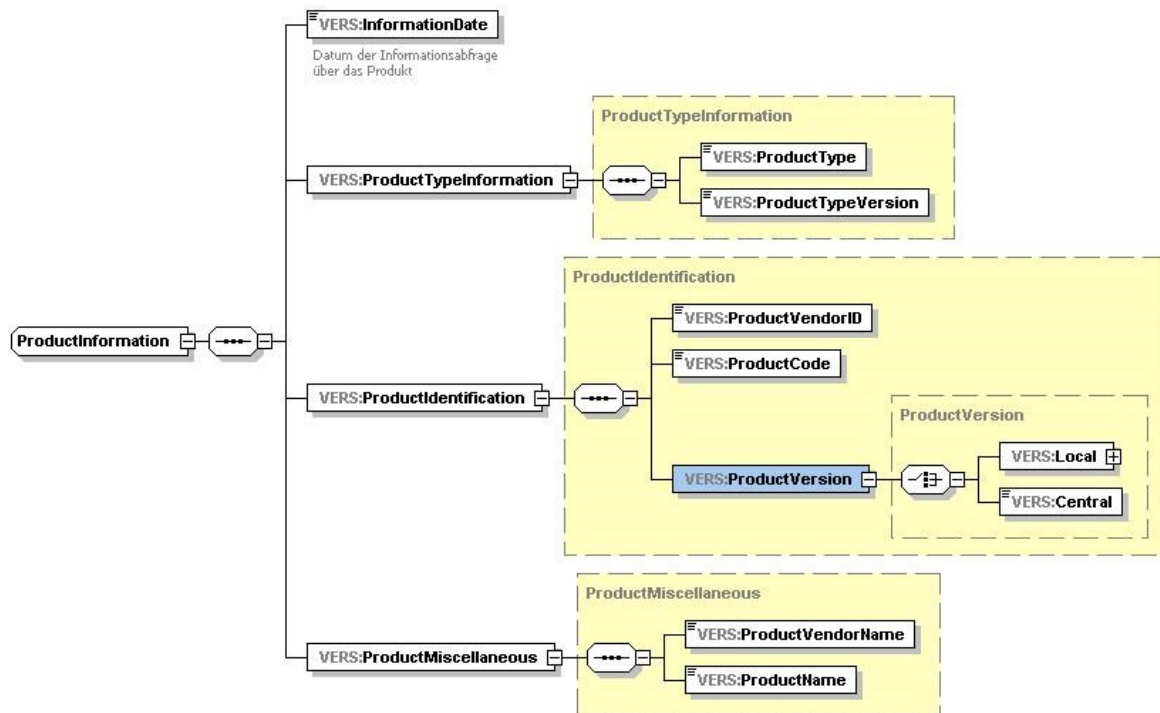 VERS:InformationDate
Datum der Informationsabfrage
über das Produkt
ProductTypeInformation
VERS:ProductType
VERS:ProductTypeInformation
VERS:ProductTypeVersion
ProductIdentification
VERS:ProductVendorID
ProductInformation
VERS:ProductCode
VERS:ProductIdentification
ProductVersion
VERS:Local
VERS:ProductVersion
VERS:Central
ProductMiscellaneous
VERS:ProductVendorName
VERS:ProductMiscellaneous
VERS:ProductName